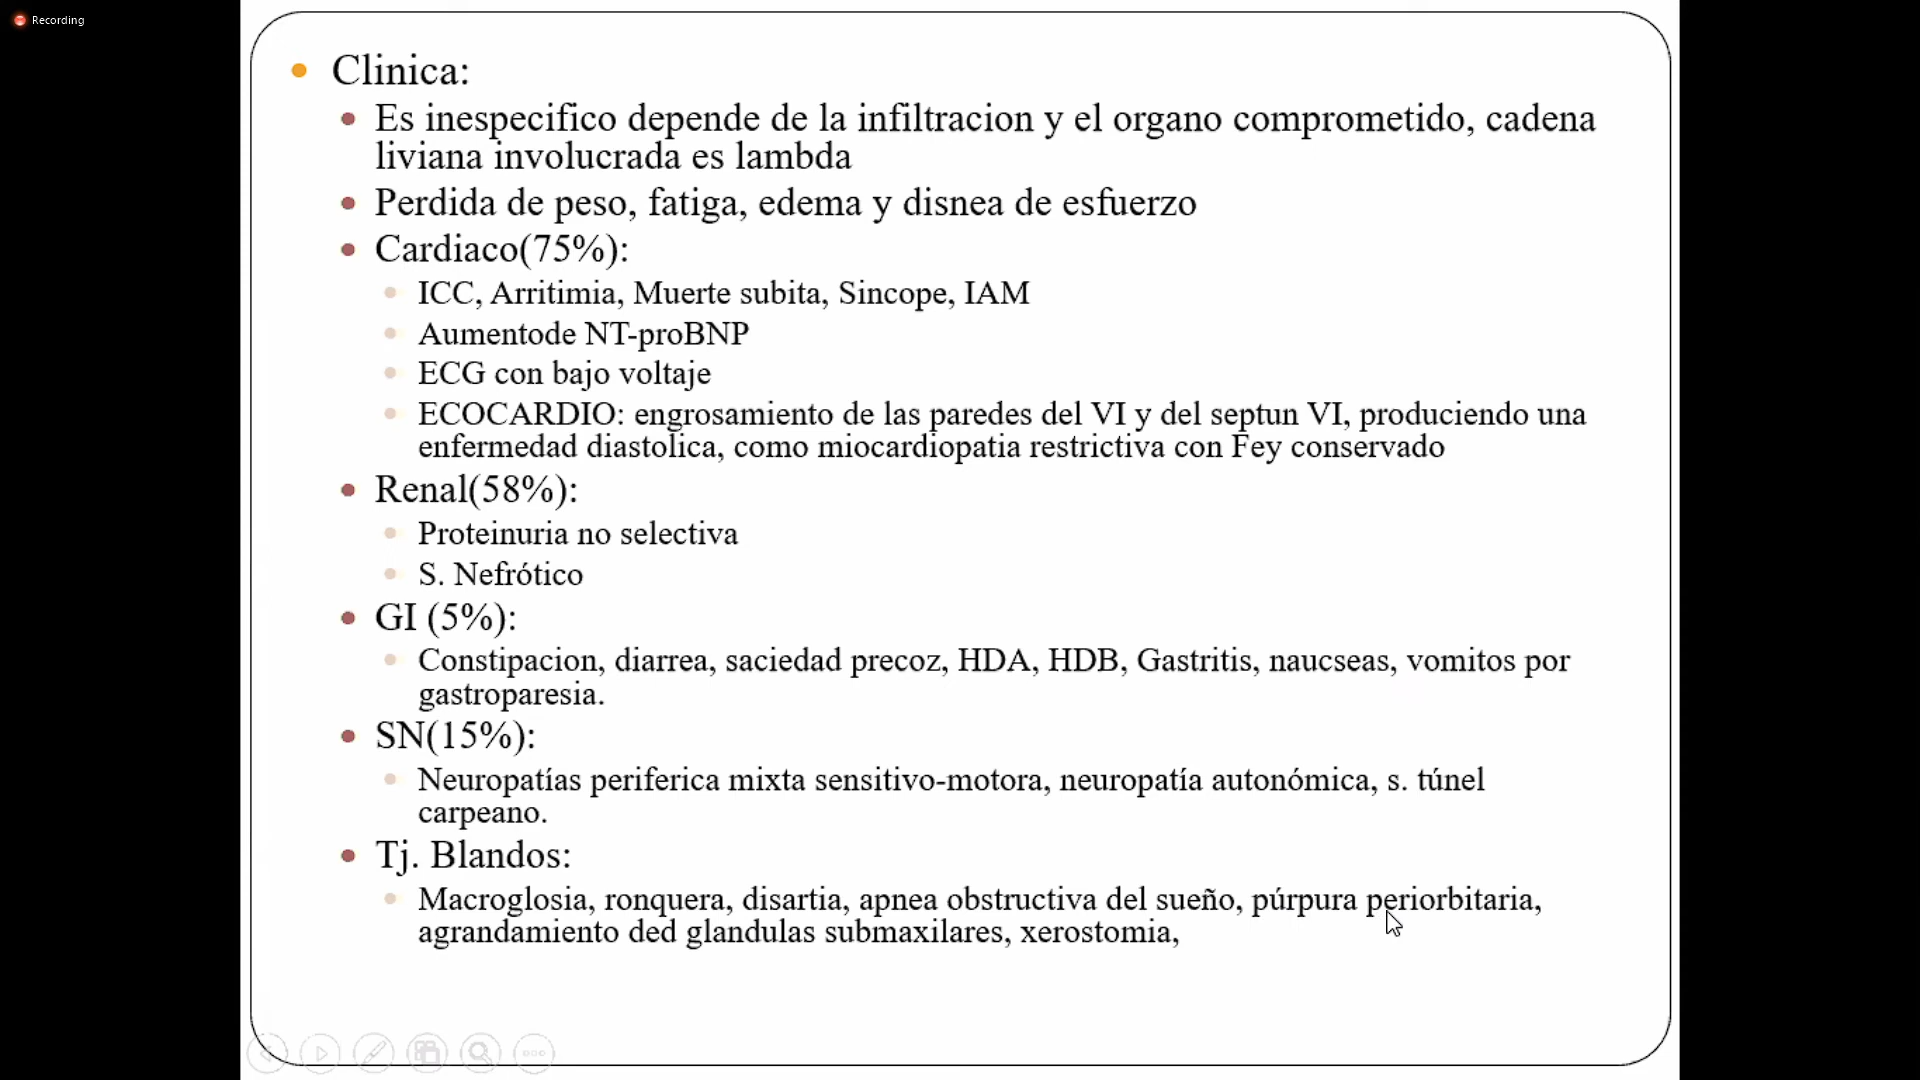 Recording
Clinica:
Es inespecifico depende de la infiltracion y el organo comprometido, cadena
liviana involucrada es lambda
Perdida de peso, fatiga, edema y disnea de esfuerzo
Cardiaco(75%):
ICC, Arritimia, Muerte subita, Sincope, IAM
Aumentode NT-proBNP
ECG con bajo voltaje
ECOCARDIO: engrosamiento de las paredes del VI y del septun VI, produciendo una
enfermedad diastolica, como miocardiopatia restrictiva con Fey conservado
Renal(58%):
Proteinuria no selectiva
S. Nefrótico
GI (5%):
Constipacion, diarrea, saciedad precoz, HDA, HDB, Gastritis, naucseas, vomitos por
gastroparesia.
SN(15%):
Neuropatías periferica mixta sensitivo-motora, neuropatía autonómica, s. túnel
carpeano.
Tj. Blandos:
Macroglosia, ronquera, disartia, apnea obstructiva del sueño, púrpura periorbitaria,
agrandamiento ded glandulas submaxilares, xerostomia,